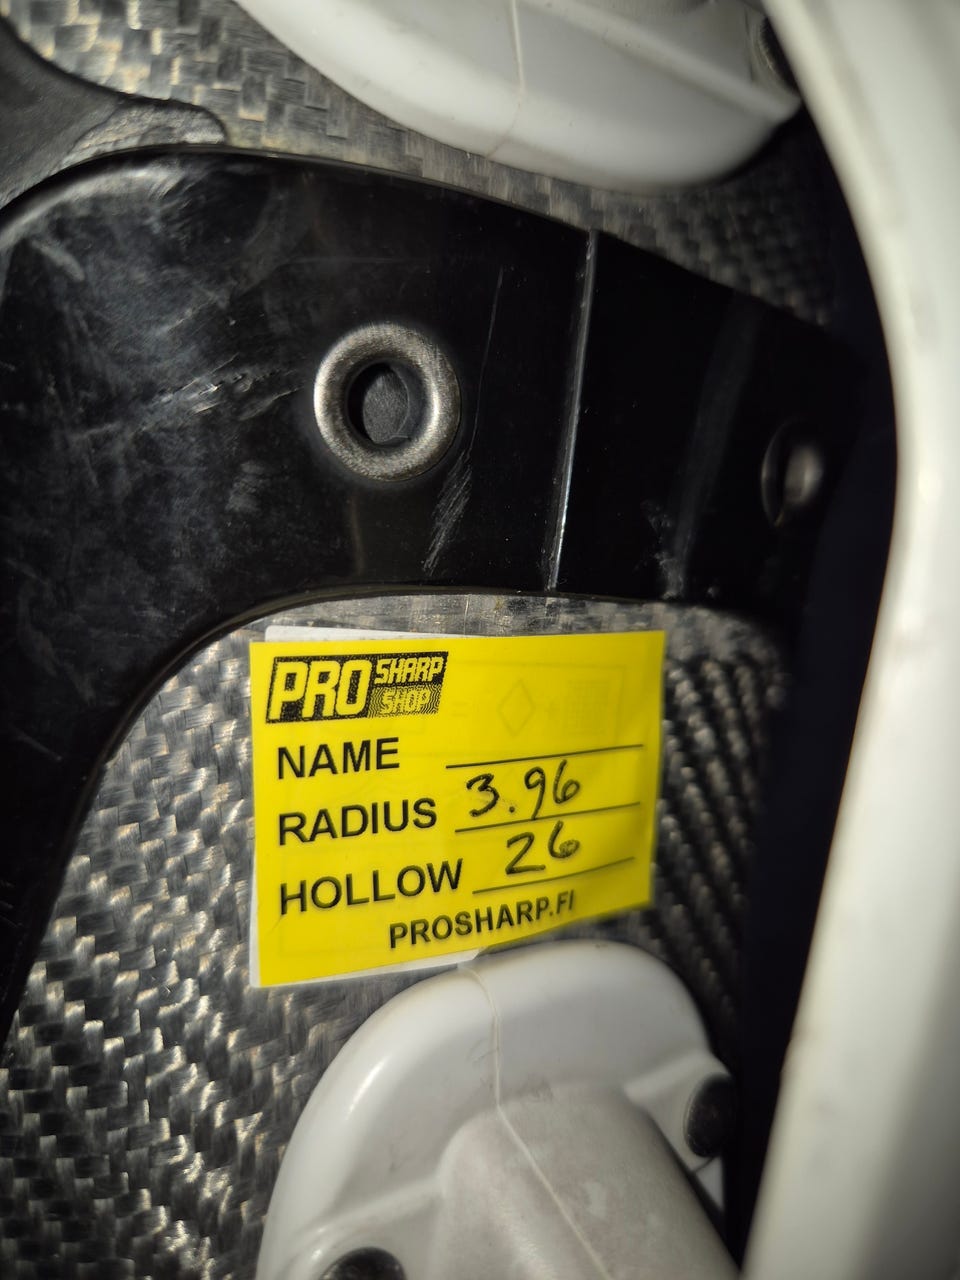 PRO SHARP SHOP
NAME
RADIUS 3.96
HOLLOW 26
PROSHARP.FI